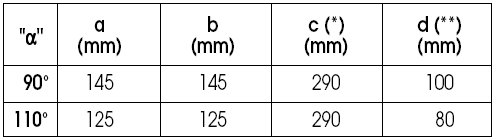 "α" a (mm) b (mm) c (*) (mm) d (**) (mm)
90° 145 145 290 100
110° 125 125 290 80